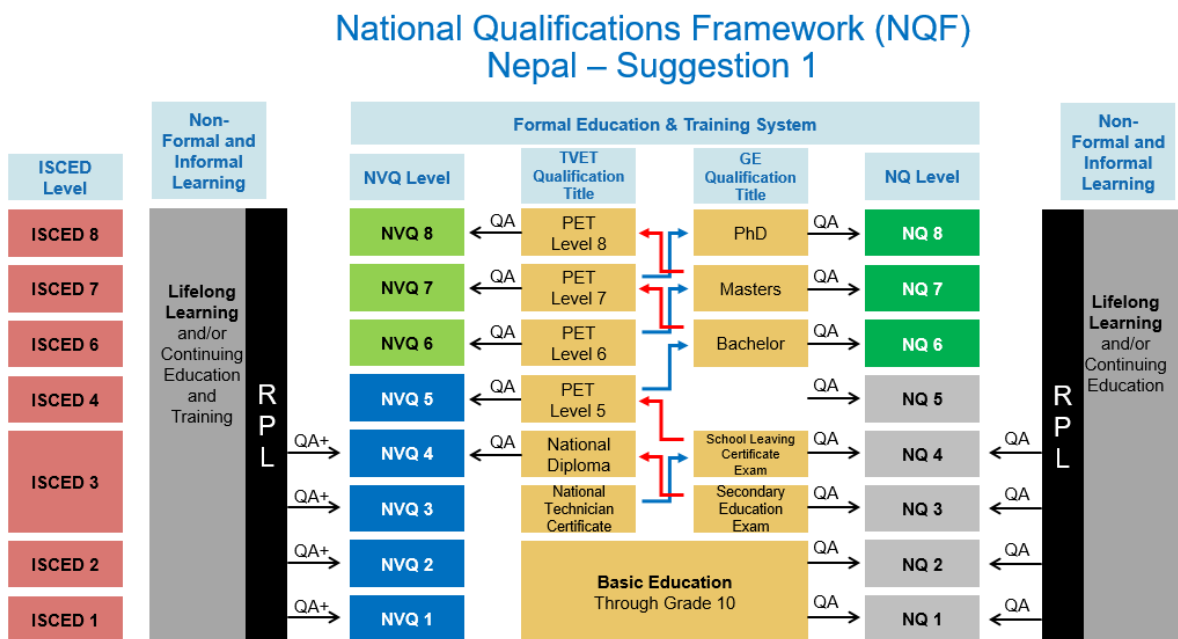 National Qualifications Framework (NQF)
Nepal – Suggestion 1
Non-
Formal and
Informal
Learning
Formal Education & Training System
Non-
Formal and
Informal
Learning
ISCED
Level
NVQ Level
TVET
Qualification
Title
GE
Qualification
Title
NQ Level
ISCED 8
NVQ 8
QA
PET
Level 8
PhD
QA
NQ 8
ISCED 7
NVQ 7
QA
PET
Level 7
Masters
QA
NQ 7
ISCED 6
NVQ 6
QA
PET
Level 6
Bachelor
QA
NQ 6
ISCED 4
NVQ 5
QA
PET
Level 5
QA
NQ 5
ISCED 3
QA+
NVQ 4
QA
National
Diploma
School Leaving
Certificate
Exam
QA
NQ 4
QA
QA+
NVQ 3
National
Technician
Certificate
Secondary
Education
Exam
QA
NQ 3
QA
ISCED 2
QA+
NVQ 2
Basic Education
Through Grade 10
QA
NQ 2
QA
ISCED 1
QA+
NVQ 1
QA
NQ 1
QA
Lifelong
Learning
and/or
Continuing
Education
and
Training
R
P
L
R
P
L
Lifelong
Learning
and/or
Continuing
Education